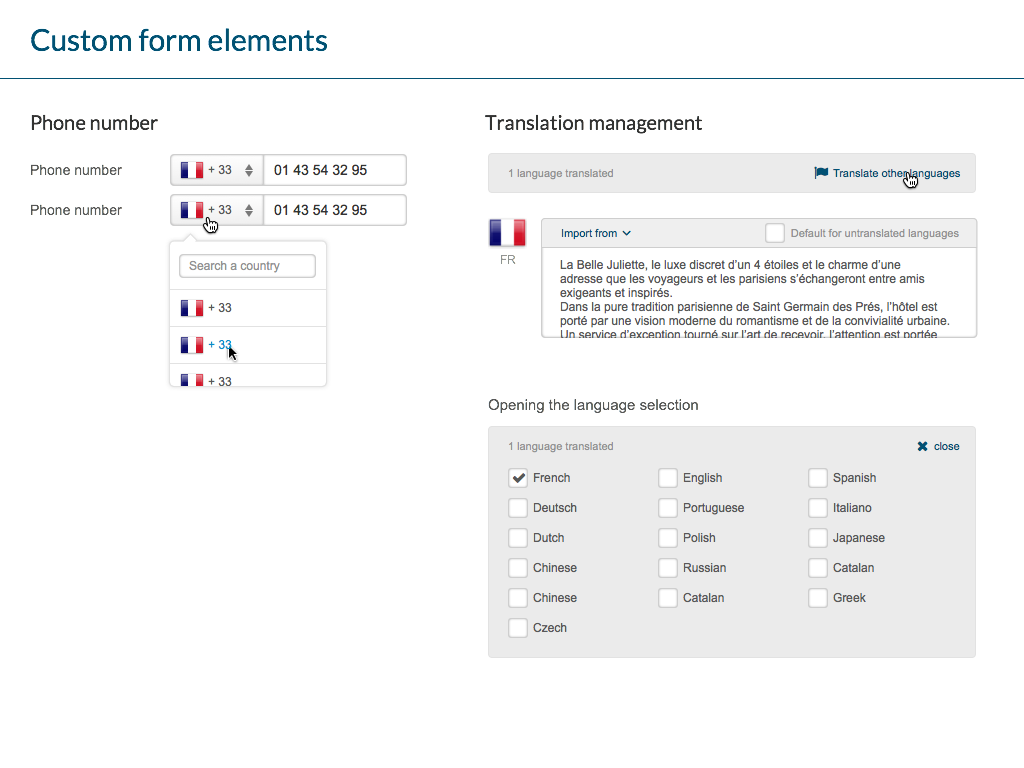 Custom form elements
Phone number
Phone number
+ 33
01 43 54 32 95
Phone number
+ 33
01 43 54 32 95
Search a country
+ 33
+ 33
+ 33
Translation management
1 language translated
Translate other languages
FR
Import from
Default for untranslated languages
La Belle Juliette, le luxe discret d’un 4 étoiles et le charme d’une
adresse que les voyageurs et les parisiens s’échangeront entre amis
exigeants et inspirés.
Dans la pure tradition parisienne de Saint Germain des Prés, l’hôtel est
porté par une vision moderne du romantisme et de la convivialité urbaine.
Un service d’exception tourné sur l’art de recevoir, l’attention est portée
Opening the language selection
1 language translated
close
French
English
Spanish
Deutsch
Portuguese
Italiano
Dutch
Polish
Japanese
Chinese
Russian
Catalan
Chinese
Catalan
Greek
Czech